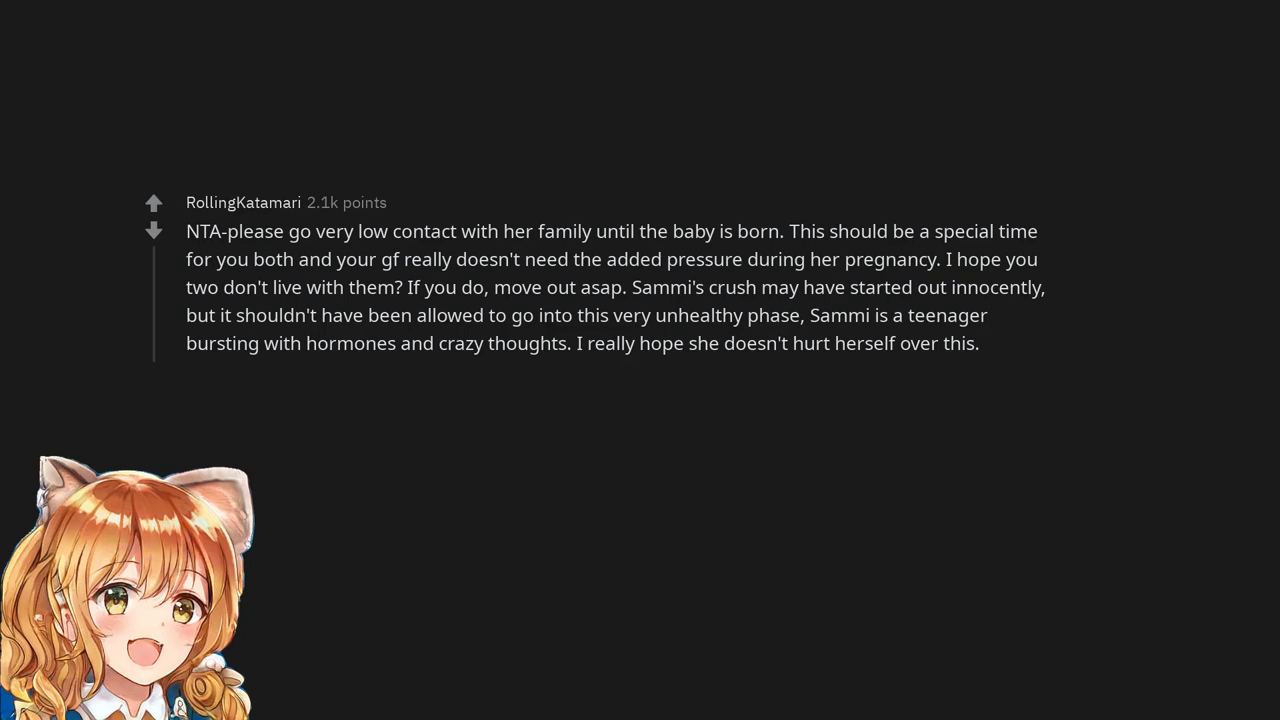 RollingKatamari 2.1k points
NTA-please go very low contact with her family until the baby is born. This should be a special time
for you both and your gf really doesn't need the added pressure during her pregnancy. I hope you
two don't live with them? If you do, move out asap. Sammi's crush may have started out innocently,
but it shouldn't have been allowed to go into this very unhealthy phase, Sammi is a teenager
bursting with hormones and crazy thoughts. I really hope she doesn't hurt herself over this.